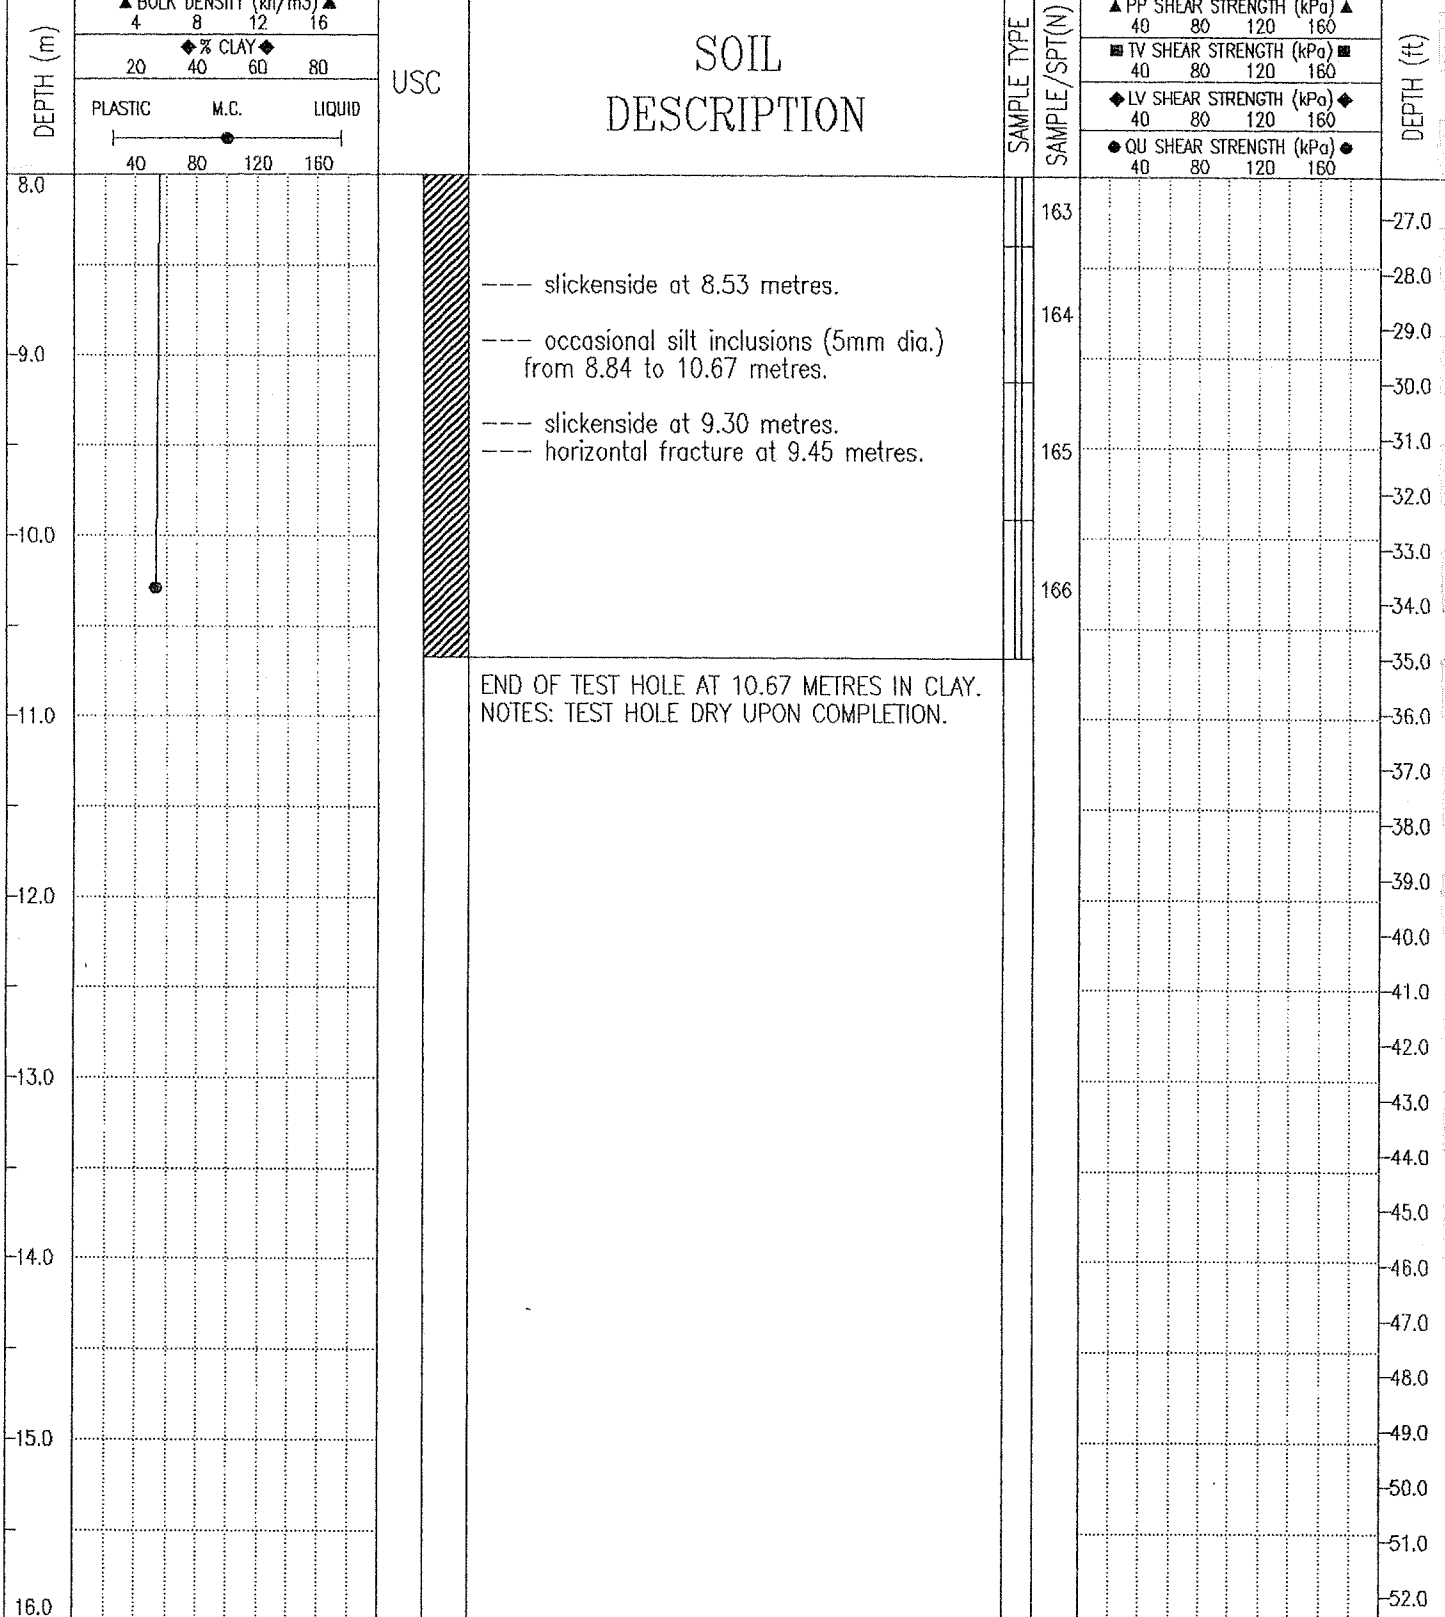 ▲ BULK DENSITY (kn/m3) ▲
4 8 12 16
◆ % CLAY ◆
20 40 60 80
PLASTIC M.C. LIQUID
40 80 120 160
DEPTH (m)
USC
SOIL
DESCRIPTION
SAMPLE TYPE
SAMPLE/SPT(N)
▲ PP SHEAR STRENGTH (kPa) ▲
40 80 120 160
■ TV SHEAR STRENGTH (kPa) ■
40 80 120 160
◆ LV SHEAR STRENGTH (kPa) ◆
40 80 120 160
● QU SHEAR STRENGTH (kPa) ●
40 80 120 160
DEPTH (ft)
8.0
9.0
10.0
11.0
12.0
13.0
14.0
15.0
16.0
--- slickenside at 8.53 metres.
--- occasional silt inclusions (5mm dia.)
from 8.84 to 10.67 metres.
--- slickenside at 9.30 metres.
--- horizontal fracture at 9.45 metres.
END OF TEST HOLE AT 10.67 METRES IN CLAY.
NOTES: TEST HOLE DRY UPON COMPLETION.
163
164
165
166
27.0
28.0
29.0
30.0
31.0
32.0
33.0
34.0
35.0
36.0
37.0
38.0
39.0
40.0
41.0
42.0
43.0
44.0
45.0
46.0
47.0
48.0
49.0
50.0
51.0
52.0